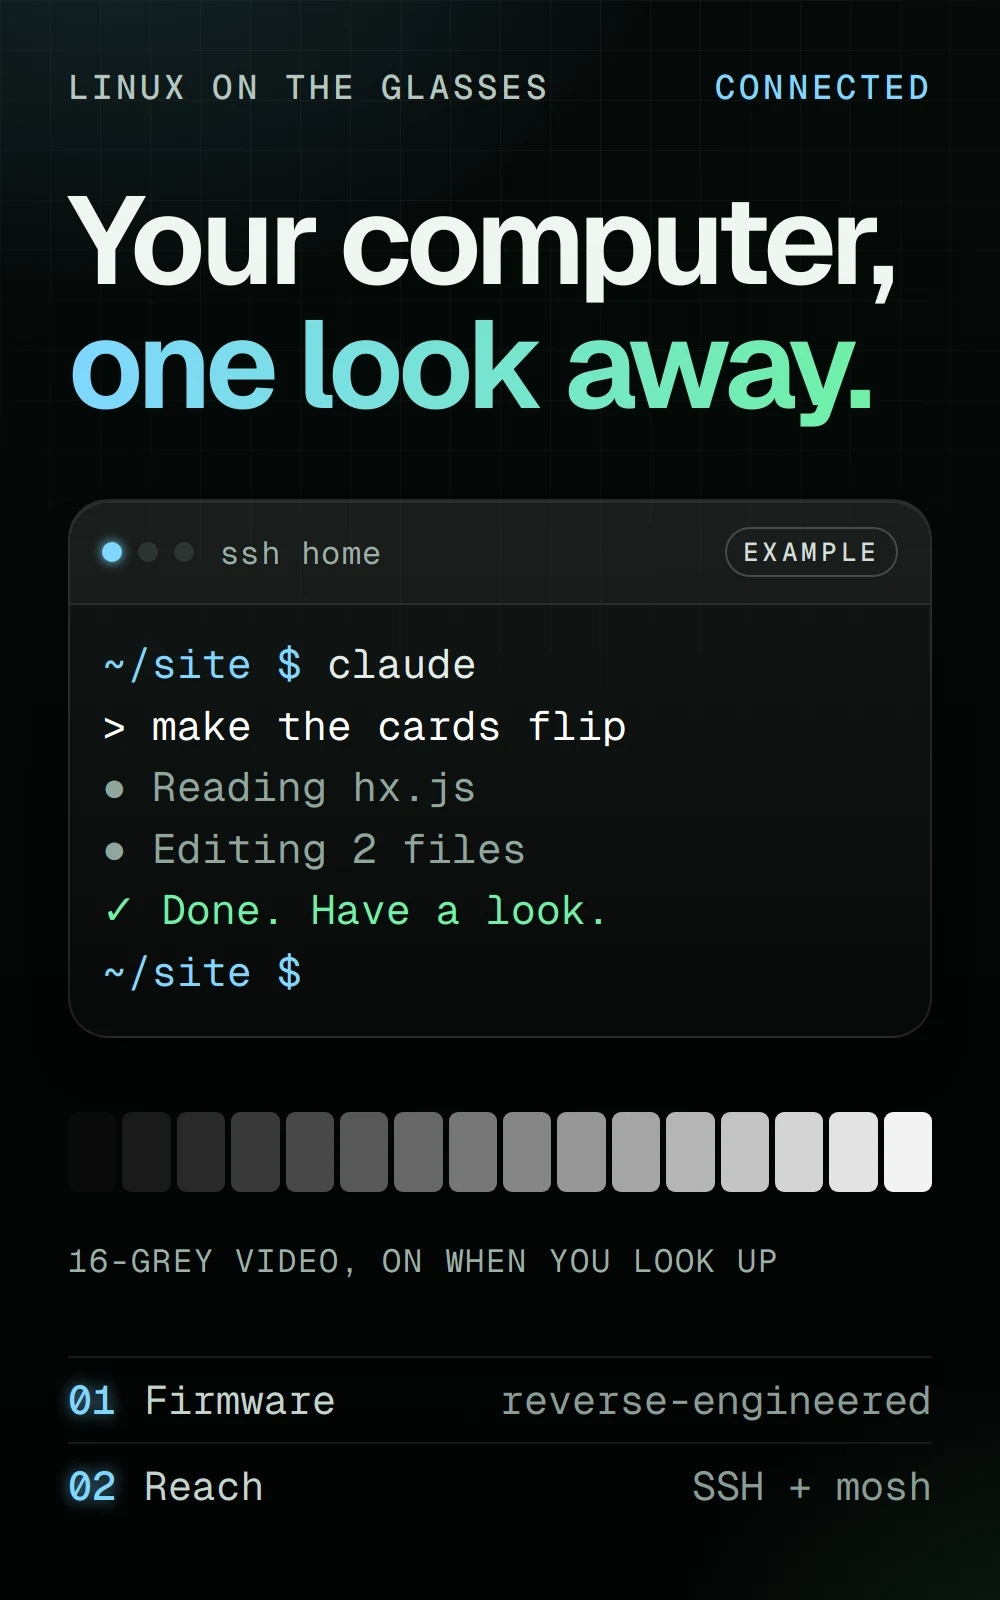 LINUX ON THE GLASSES
CONNECTED
Your computer,
one look away.
ssh home
EXAMPLE
~/site $ claude
> make the cards flip
● Reading hx.js
● Editing 2 files
✓ Done. Have a look.
~/site $
16-GREY VIDEO, ON WHEN YOU LOOK UP
01 Firmware reverse-engineered
02 Reach SSH + mosh